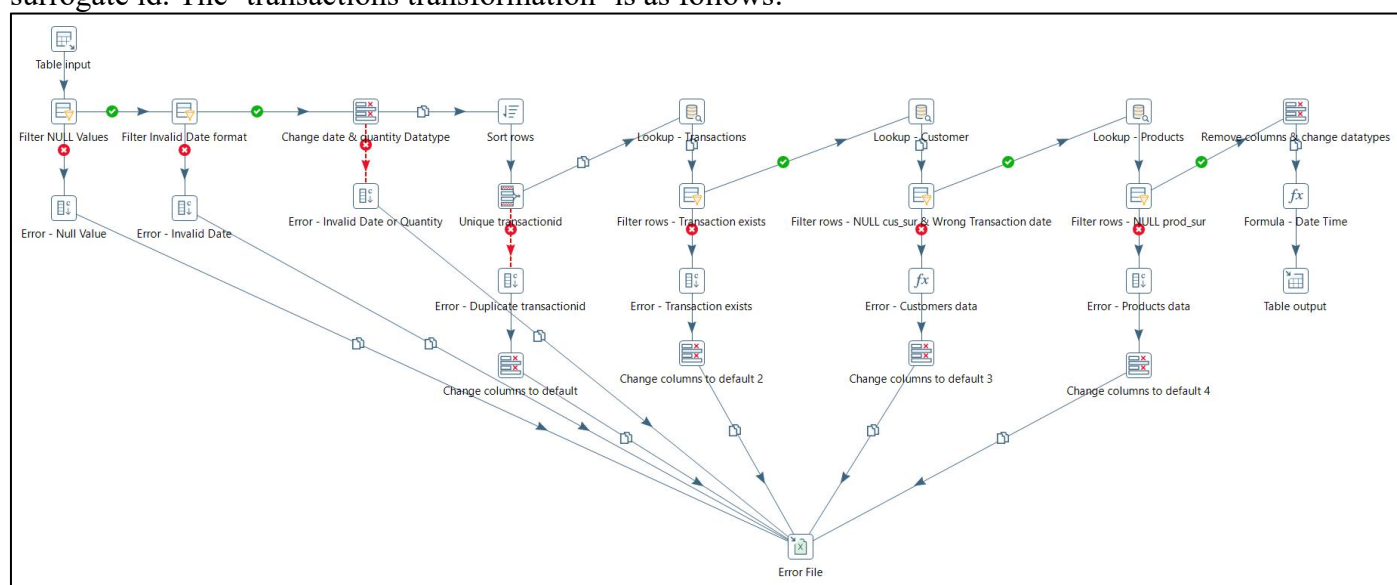 surrogate id. The "transactions transformation" is as follows:
Table input
Filter NULL Values
Filter Invalid Date format
Change date & quantity Datatype
Sort rows
Lookup - Transactions
Lookup - Customer
Lookup - Products
Remove columns & change datatypes
Error - Null Value
Error - Invalid Date
Error - Invalid Date or Quantity
Unique transactionid
Filter rows - Transaction exists
Filter rows - NULL cus_sur & Wrong Transaction date
Filter rows - NULL prod_sur
Formula - Date Time
Error - Duplicate transactionid
Error - Transaction exists
Error - Customers data
Error - Products data
Table output
Change columns to default
Change columns to default 2
Change columns to default 3
Change columns to default 4
Error File